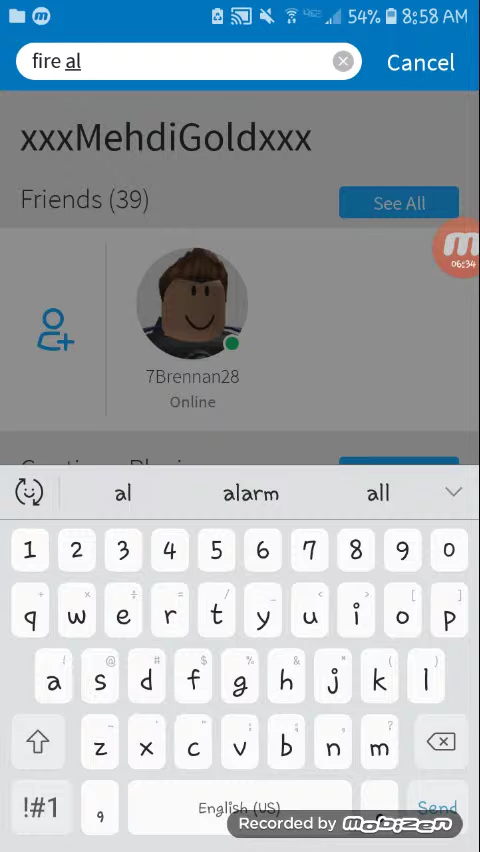 54% 8:58 AM
fire al
Cancel
xxxMehdiGoldxxx
Friends (39)
See All
06:34
7Brennan28
Online
al alarm all
1 2 3 4 5 6 7 8 9 0
q w e r t y u i o p
a s d f g h j k l
z x c v b n m
!#1 , English (US) . Send
Recorded by mobizen